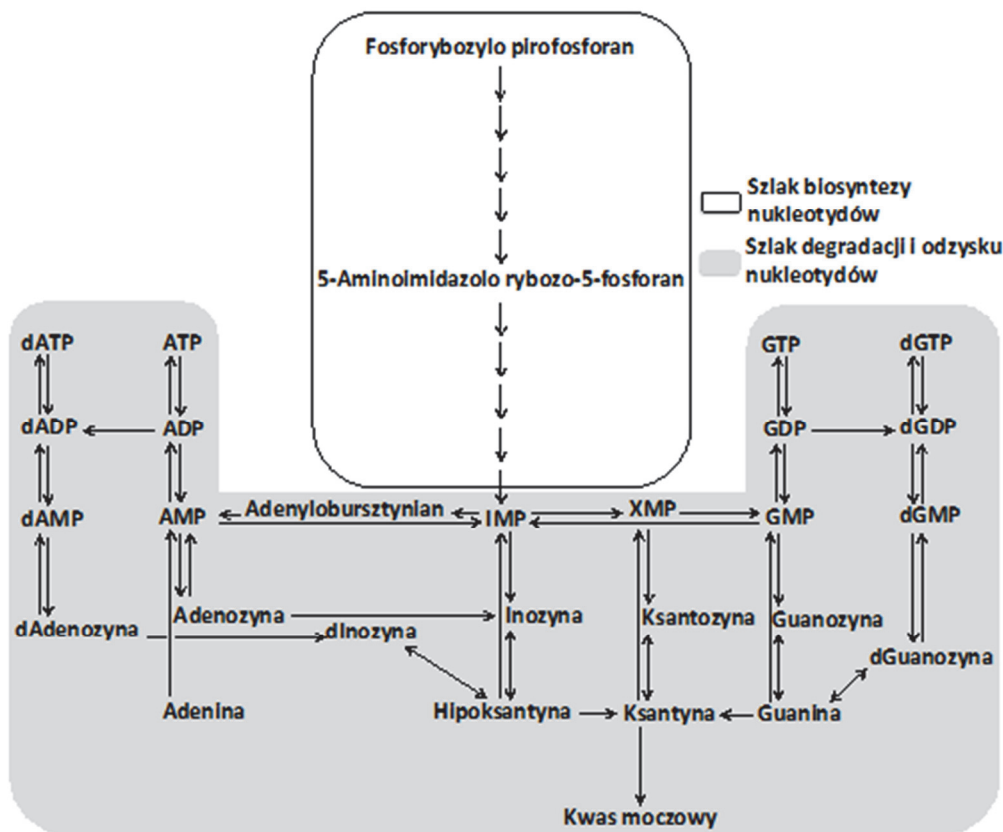 Fosforybozylo pirofosforan
Szlak biosyntezy
nukleotydów
Szlak degradacji i odzysku
nukleotydów
5-Aminoimidazolo rybozo-5-fosforan
dATP ATP GTP dGTP
dADP ADP GDP dGDP
dAMP AMP Adenylobursztynian IMP XMP GMP dGMP
dAdenozyna Adenozyna dInozyna Inozyna Ksantozyna Guanozyna
dGuanozyna
Adenina Hipoksantyna Ksantyna Guanina
Kwas moczowy